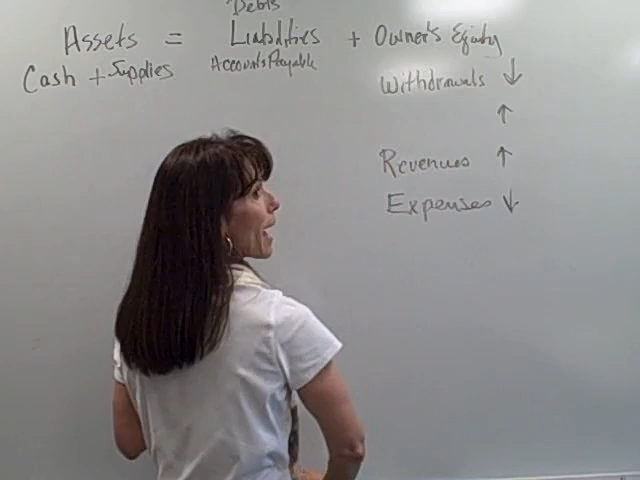 Debts
Assets = Liabilities + Owner's Equity
Cash + Supplies Accounts Payable Withdrawals ↓
↑
Revenues ↑
Expenses ↓